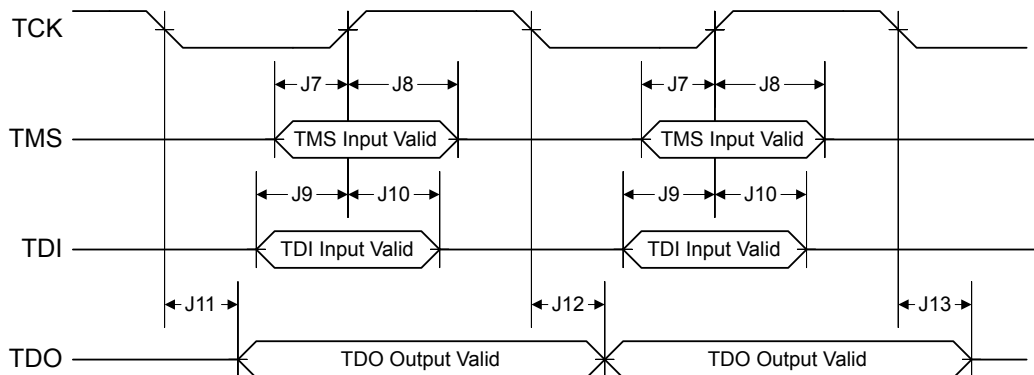 TCK
J7 J8 J7 J8
TMS TMS Input Valid TMS Input Valid
J9 J10 J9 J10
TDI TDI Input Valid TDI Input Valid
J11 J12 J13
TDO TDO Output Valid TDO Output Valid